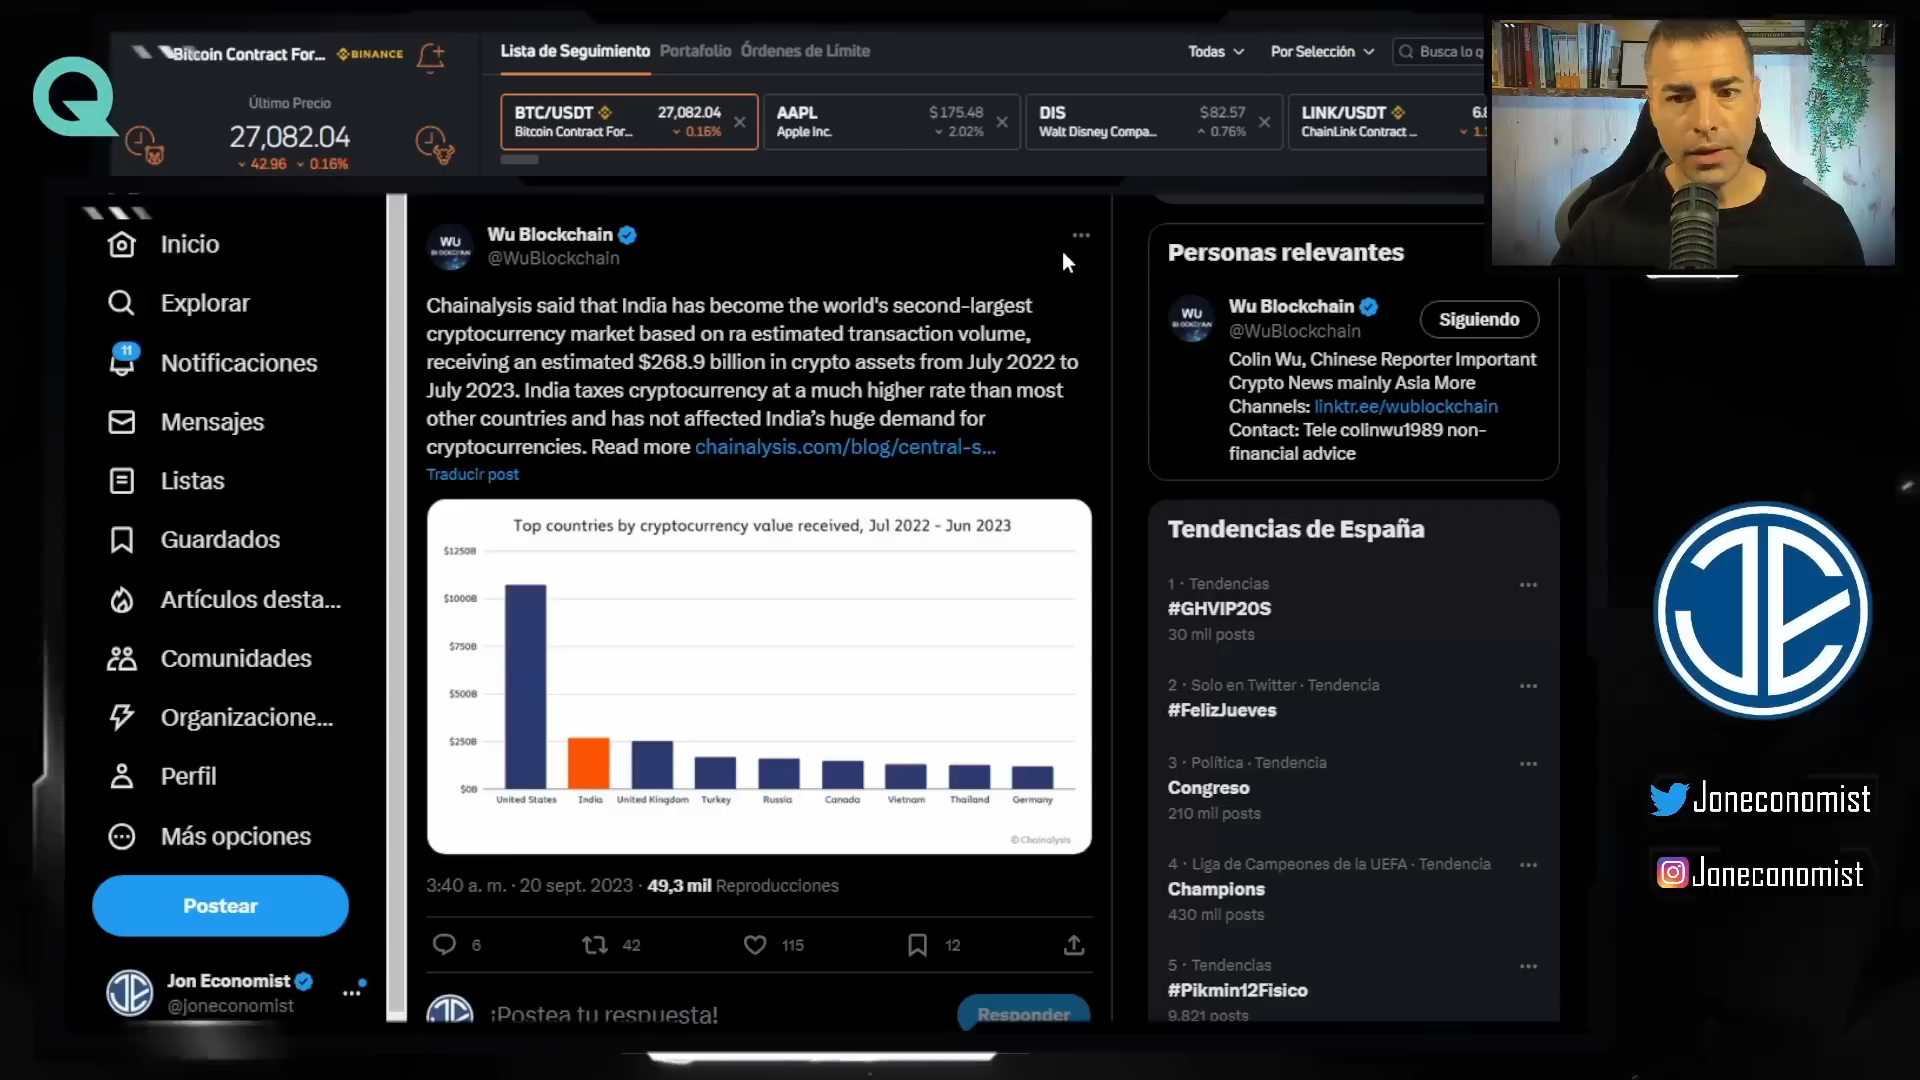 Bitcoin Contract For...
BINANCE
Último Precio
27,082.04
42.96 0.16%
Lista de Seguimiento Portafolio Órdenes de Límite
Todas
Por Selección
Busca lo q
BTC/USDT 27,082.04
Bitcoin Contract For... 0.16%
AAPL $175.48
Apple Inc. 2.02%
DIS $82.57
Walt Disney Compa... 0.76%
LINK/USDT
ChainLink Contract ...
Inicio
Explorar
11
Notificaciones
Mensajes
Listas
Guardados
Artículos desta...
Comunidades
Organizacione...
Perfil
Más opciones
Postear
Jon Economist
@joneconomist
WU
BLOCKCHAIN
Wu Blockchain
@WuBlockchain
Chainalysis said that India has become the world's second-largest
cryptocurrency market based on ra estimated transaction volume,
receiving an estimated $268.9 billion in crypto assets from July 2022 to
July 2023. India taxes cryptocurrency at a much higher rate than most
other countries and has not affected India’s huge demand for
cryptocurrencies. Read more chainalysis.com/blog/central-s...
Traducir post
Top countries by cryptocurrency value received, Jul 2022 - Jun 2023
$1250B
$1000B
$750B
$500B
$250B
$0B
United States India United Kingdom Turkey Russia Canada Vietnam Thailand Germany
© Chainalysis
3:40 a. m. · 20 sept. 2023 · 49,3 mil Reproducciones
6 42 115 12
¡Postea tu respuesta!
Responder
Personas relevantes
WU
BLOCKCHAIN
Wu Blockchain
@WuBlockchain
Siguiendo
Colin Wu, Chinese Reporter Important
Crypto News mainly Asia More
Channels: linktr.ee/wublockchain
Contact: Tele colinwu1989 non-
financial advice
Tendencias de España
1 · Tendencias
#GHVIP20S
30 mil posts
2 · Solo en Twitter · Tendencia
#FelizJueves
3 · Política · Tendencia
Congreso
210 mil posts
4 · Liga de Campeones de la UEFA · Tendencia
Champions
430 mil posts
5 · Tendencias
#Pikmin12Fisico
9.821 posts
Joneconomist
Joneconomist